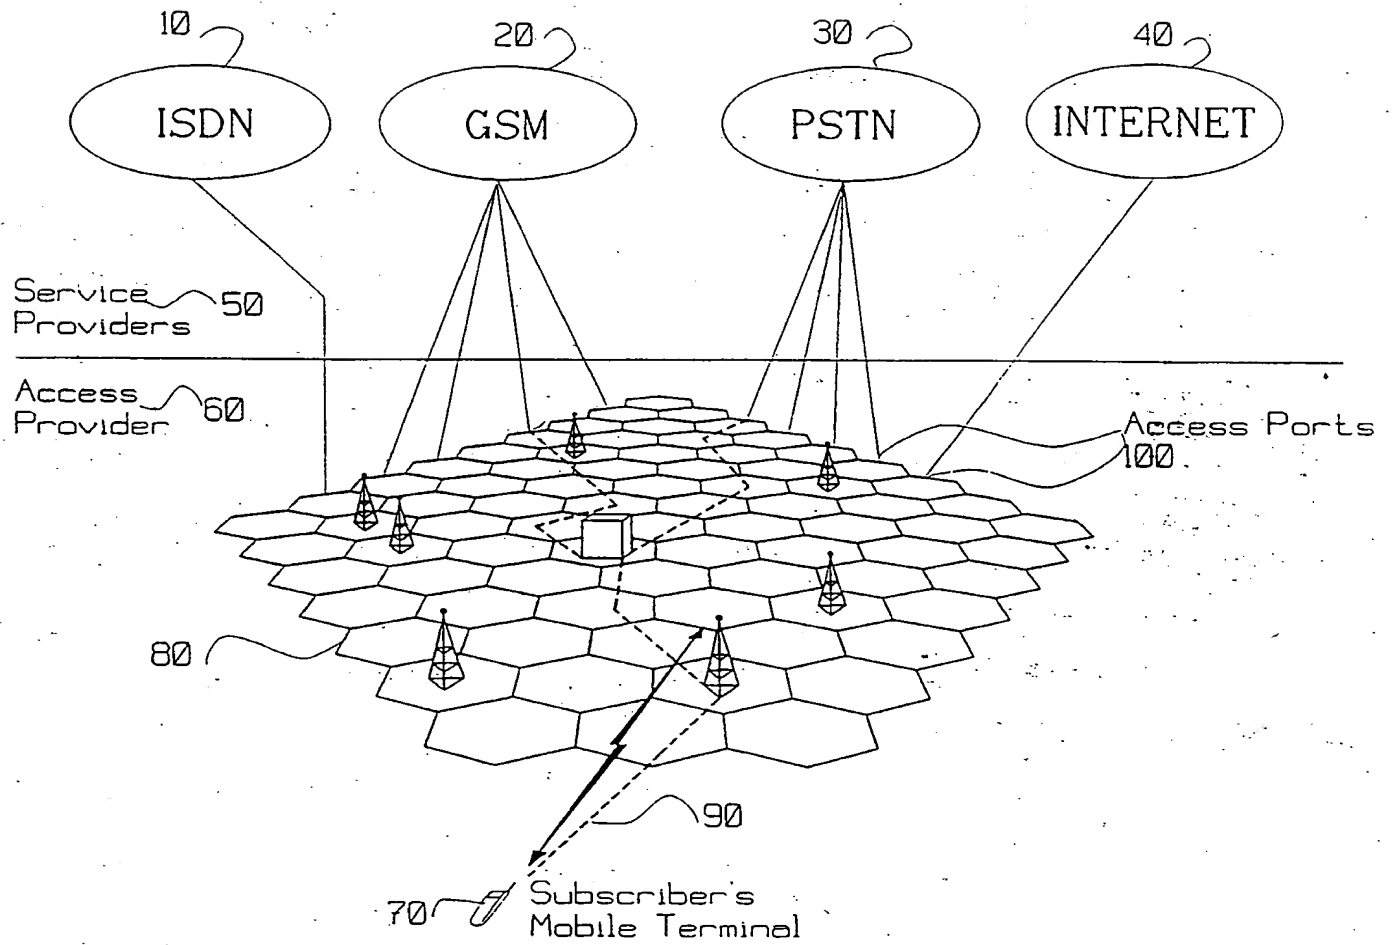 10
20
30
40
ISDN
GSM
PSTN
INTERNET
Service 50
Providers
Access 60
Provider
Access Ports
100
80
90
70
Subscriber's
Mobile Terminal